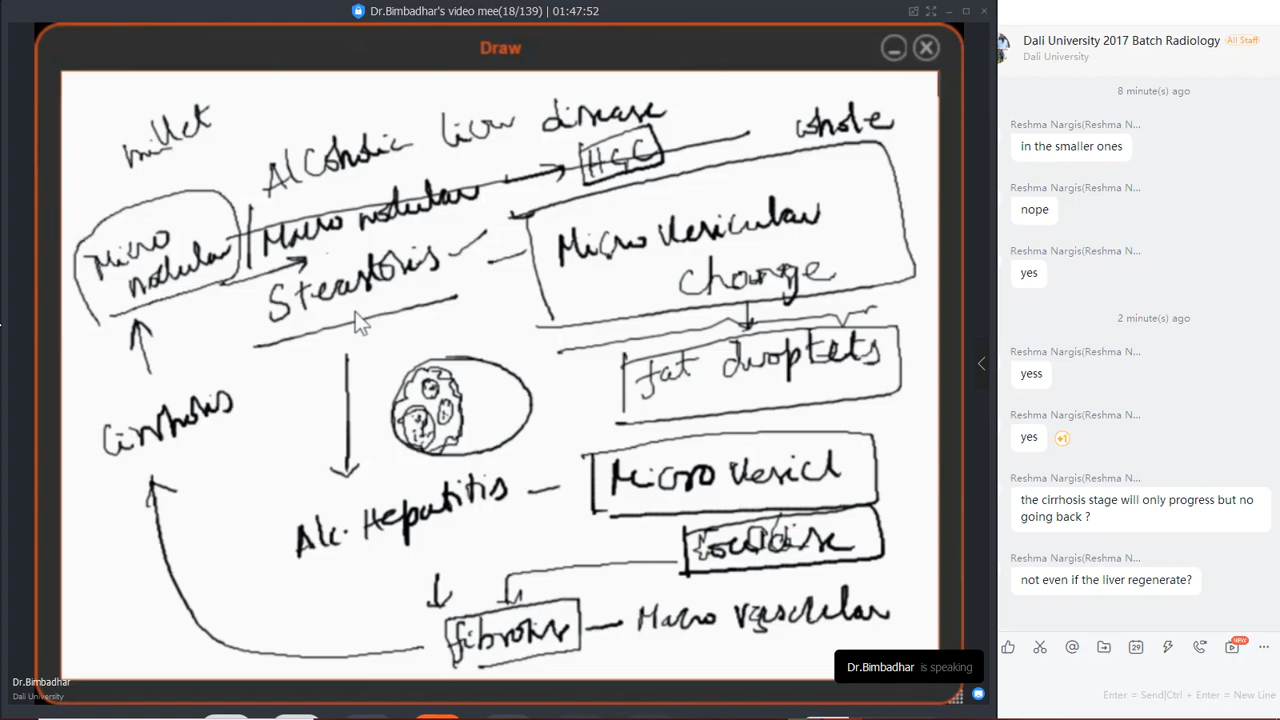 Dr.Bimbadhar's video mee(18/139) | 01:47:52
Draw
millet
Alcoholic liver disease
whole
HCC
Macro nodular
Micro
nodular
Steatosis
Microvesicular
change
fat droplets
Cirrhosis
Alc. Hepatitis
Microvesicl
fibrosis
Macro vascular
Dr.Bimbadhar is speaking
Dr.Bimbadhar
Dali University
Dali University 2017 Batch Radiology All Staff
Dali University
8 minute(s) ago
Reshma Nargis(Reshma N...
in the smaller ones
Reshma Nargis(Reshma N...
nope
Reshma Nargis(Reshma N...
yes
2 minute(s) ago
Reshma Nargis(Reshma N...
yess
Reshma Nargis(Reshma N...
yes +1
Reshma Nargis(Reshma N...
the cirrhosis stage will only progress but no
going back ?
Reshma Nargis(Reshma N...
not even if the liver regenerate?
29
NEW
Enter = Send|Ctrl + Enter = New Line